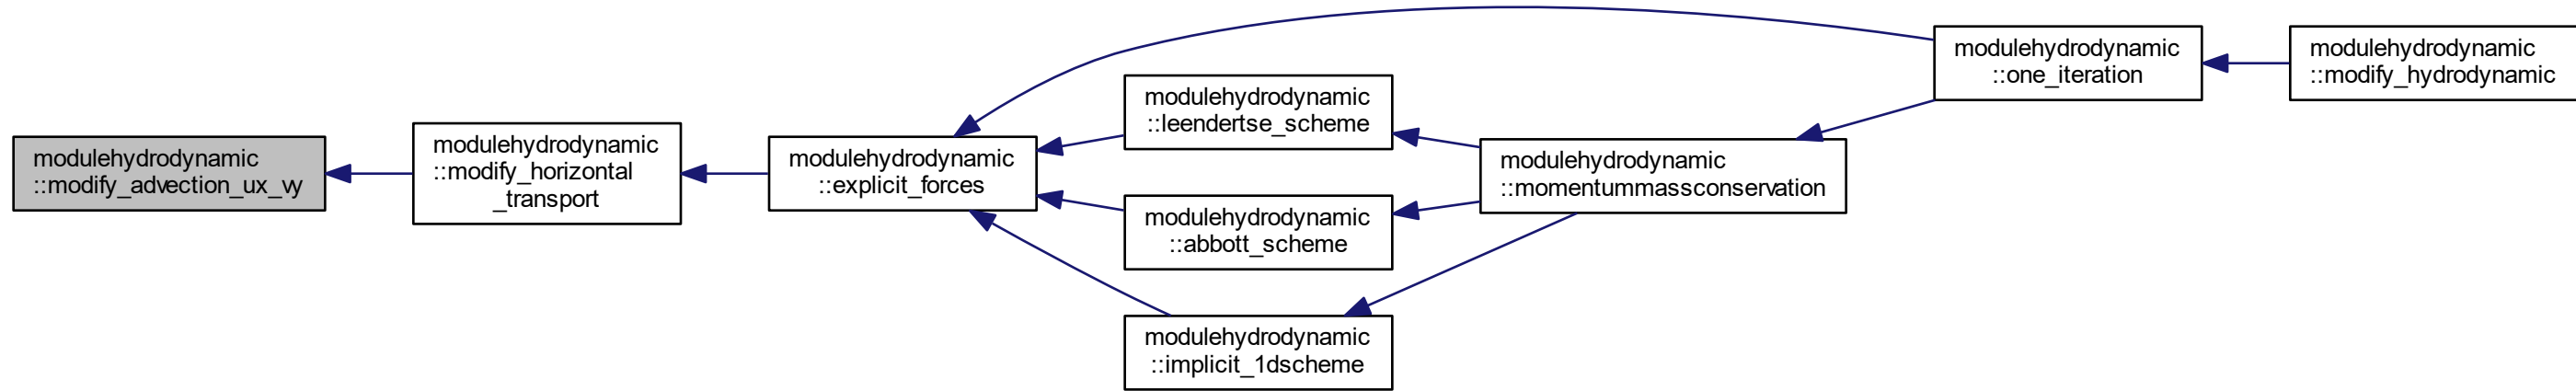 modulehydrodynamic
::modify_advection_ux_vy
modulehydrodynamic
::modify_horizontal
_transport
modulehydrodynamic
::explicit_forces
modulehydrodynamic
::leendertse_scheme
modulehydrodynamic
::abbott_scheme
modulehydrodynamic
::implicit_1dscheme
modulehydrodynamic
::momentummassconservation
modulehydrodynamic
::one_iteration
modulehydrodynamic
::modify_hydrodynamic